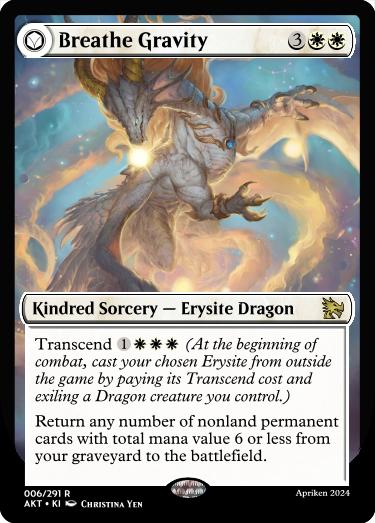 Breathe Gravity 3
Kindred Sorcery — Erysite Dragon
Transcend 1 (At the beginning of
combat, cast your chosen Erysite from outside
the game by paying its Transcend cost and
exiling a Dragon creature you control.)
Return any number of nonland permanent
cards with total mana value 6 or less from
your graveyard to the battlefield.
006/291 R
AKT • KI Christina Yen
Apriken 2024